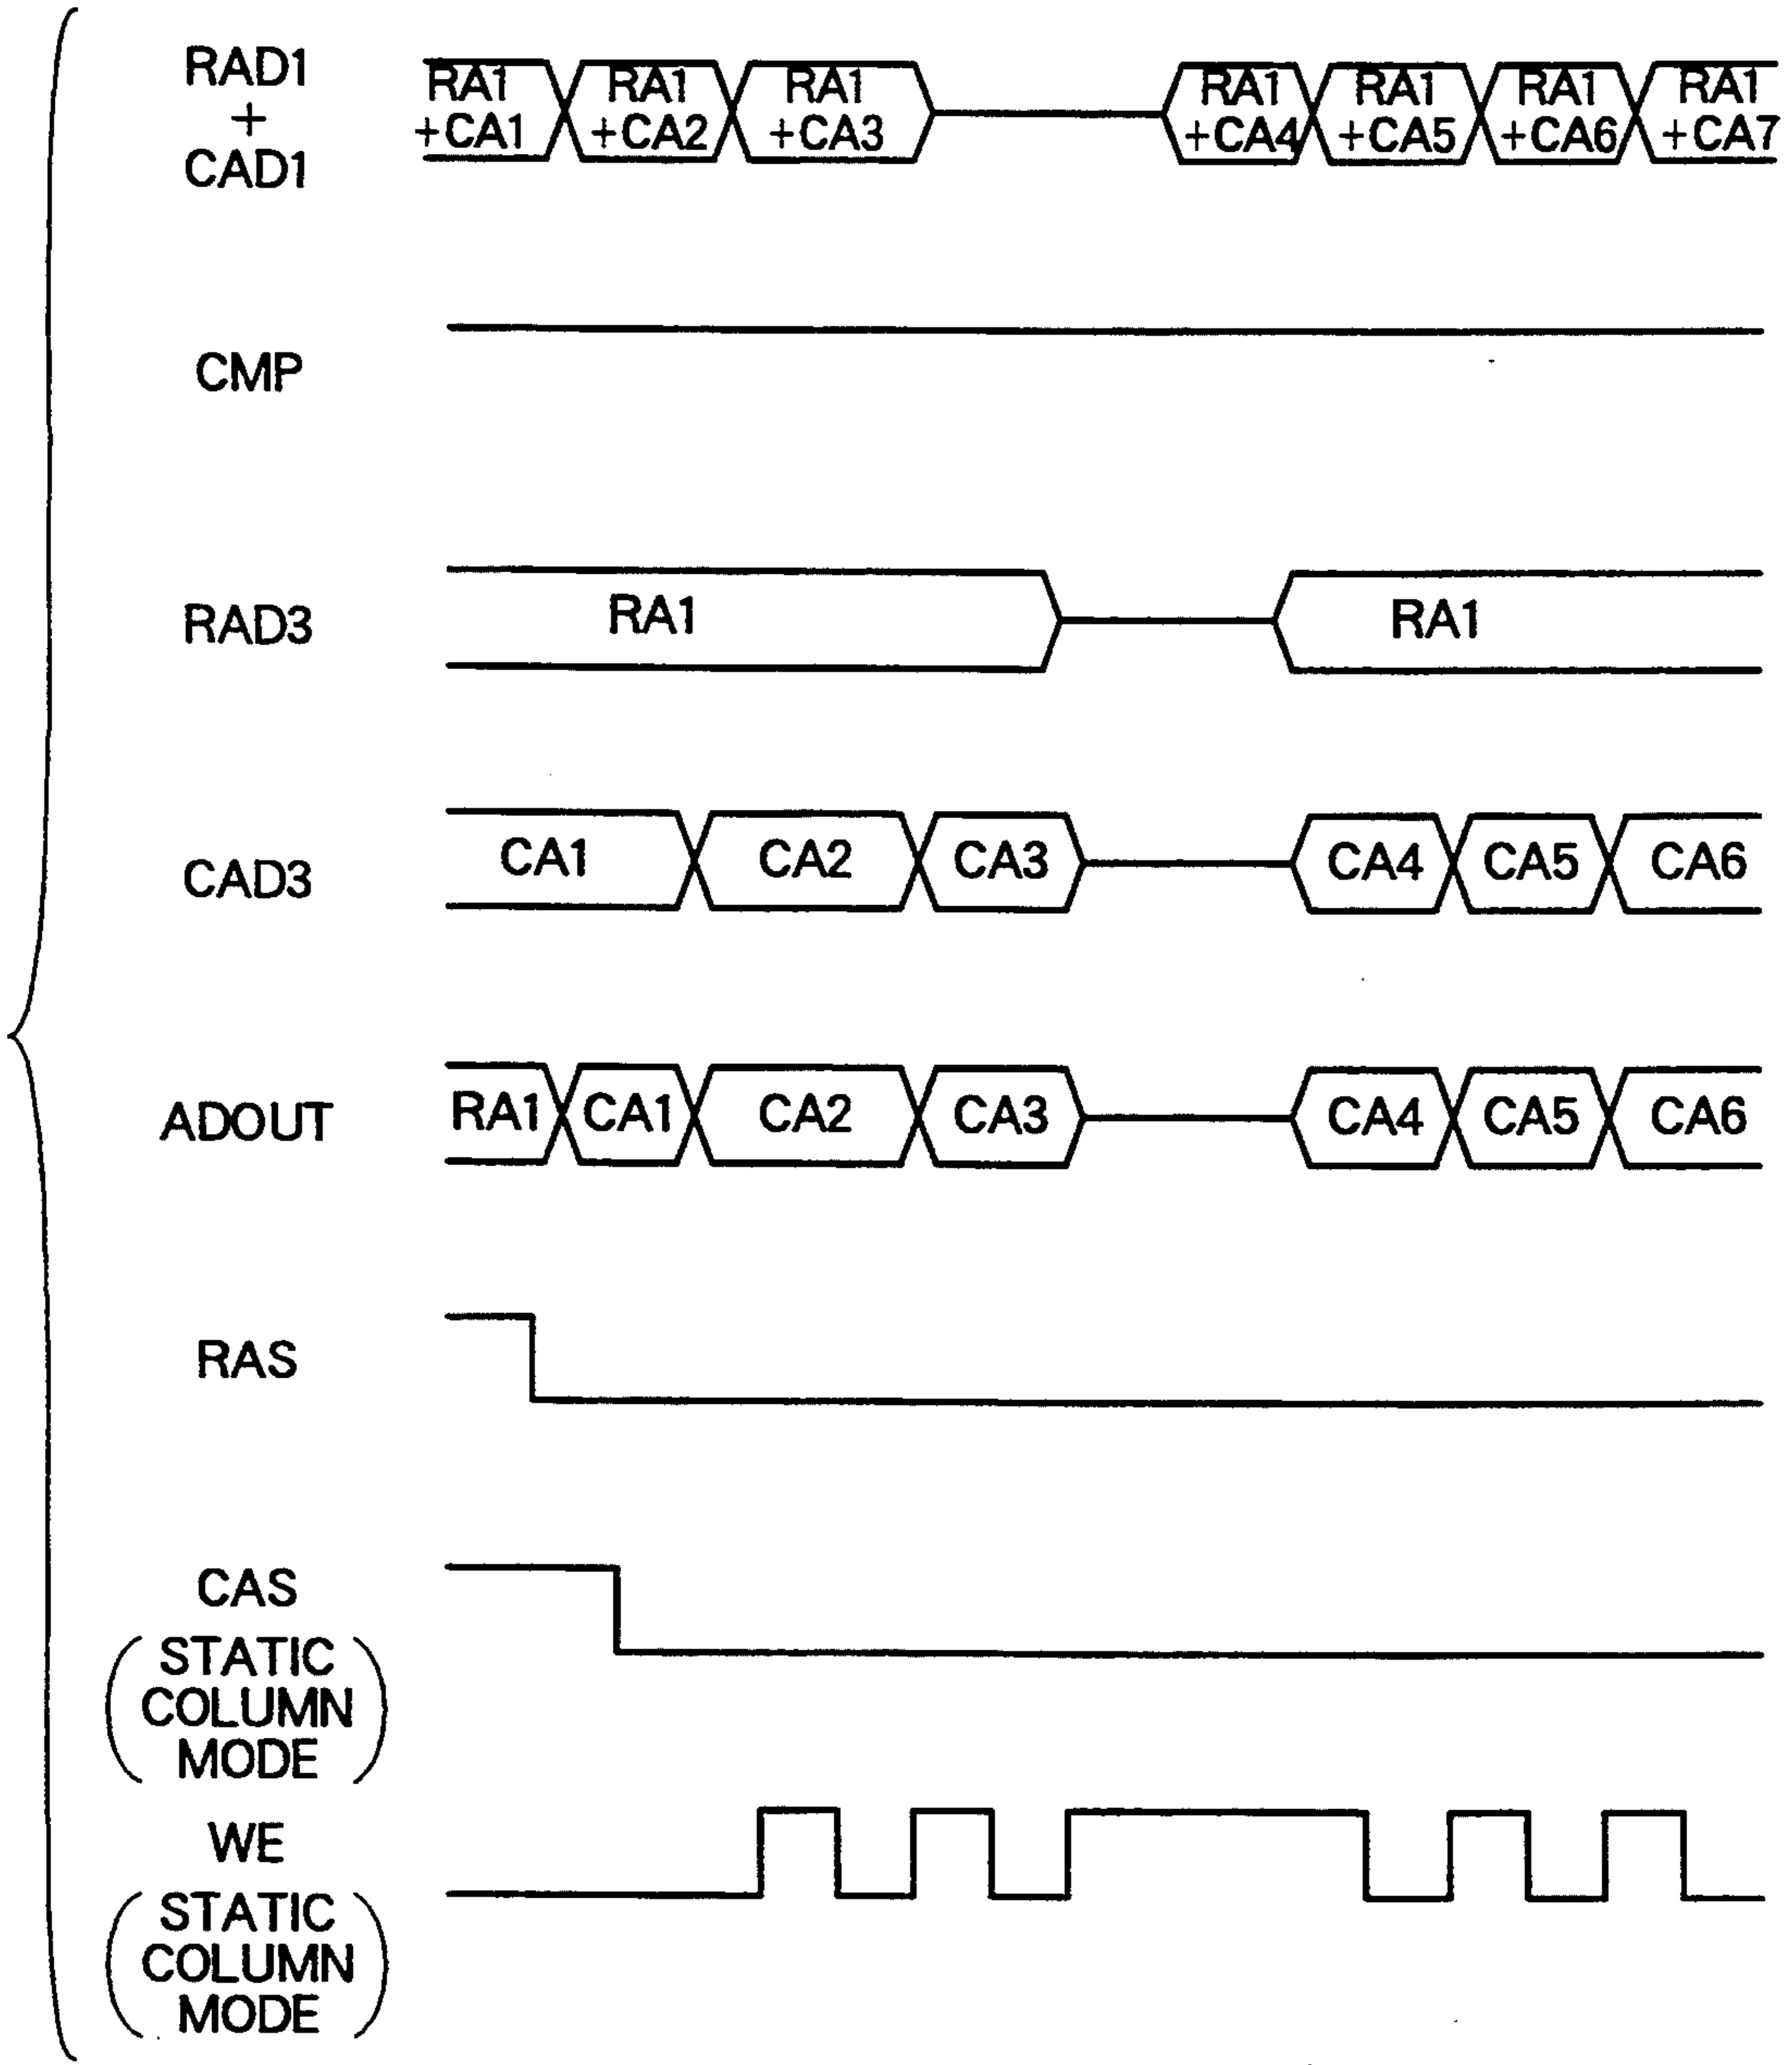 RAD1
+
CAD1
RA1 +CA1
RA1 +CA2
RA1 +CA3
RA1 +CA4
RA1 +CA5
RA1 +CA6
RA1 +CA7
CMP
RAD3
RA1
RA1
CAD3
CA1
CA2
CA3
CA4
CA5
CA6
ADOUT
RA1
CA1
CA2
CA3
CA4
CA5
CA6
RAS
CAS
(STATIC
COLUMN
MODE)
WE
(STATIC
COLUMN
MODE)